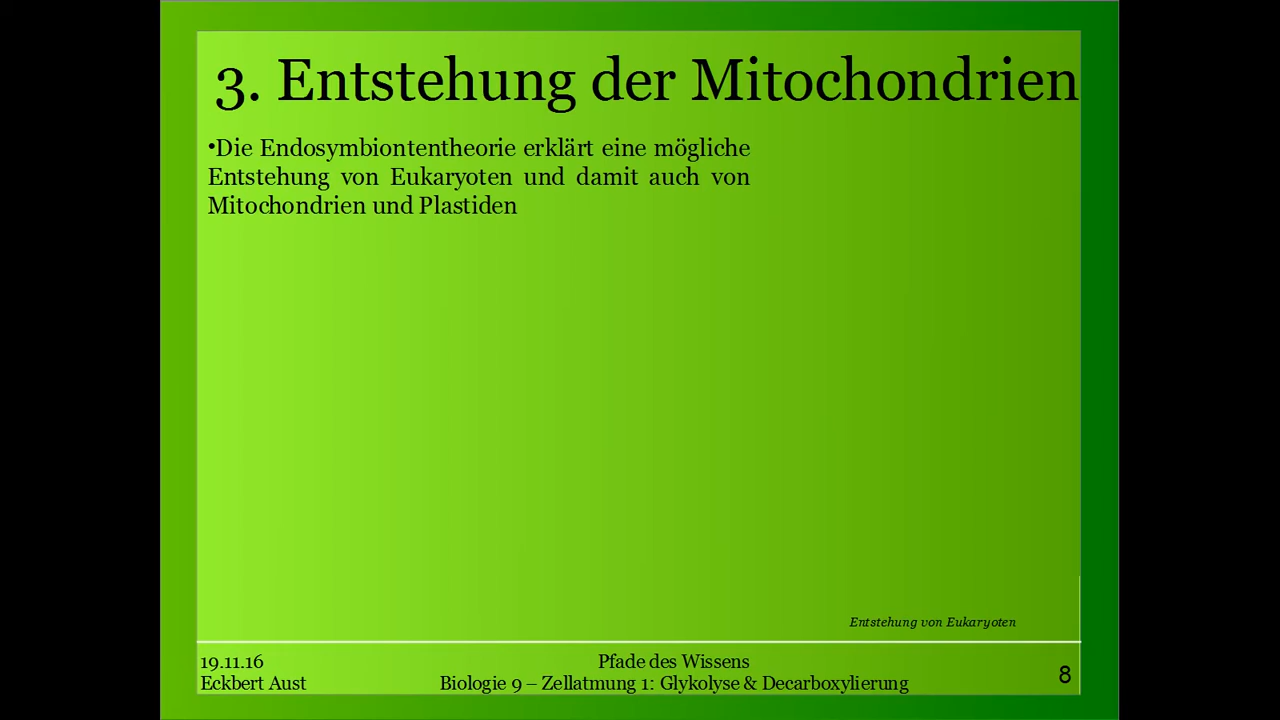 3. Entstehung der Mitochondrien
•Die Endosymbiontentheorie erklärt eine mögliche
Entstehung von Eukaryoten und damit auch von
Mitochondrien und Plastiden
Entstehung von Eukaryoten
19.11.16
Eckbert Aust
Pfade des Wissens
Biologie 9 – Zellatmung 1: Glykolyse & Decarboxylierung
8